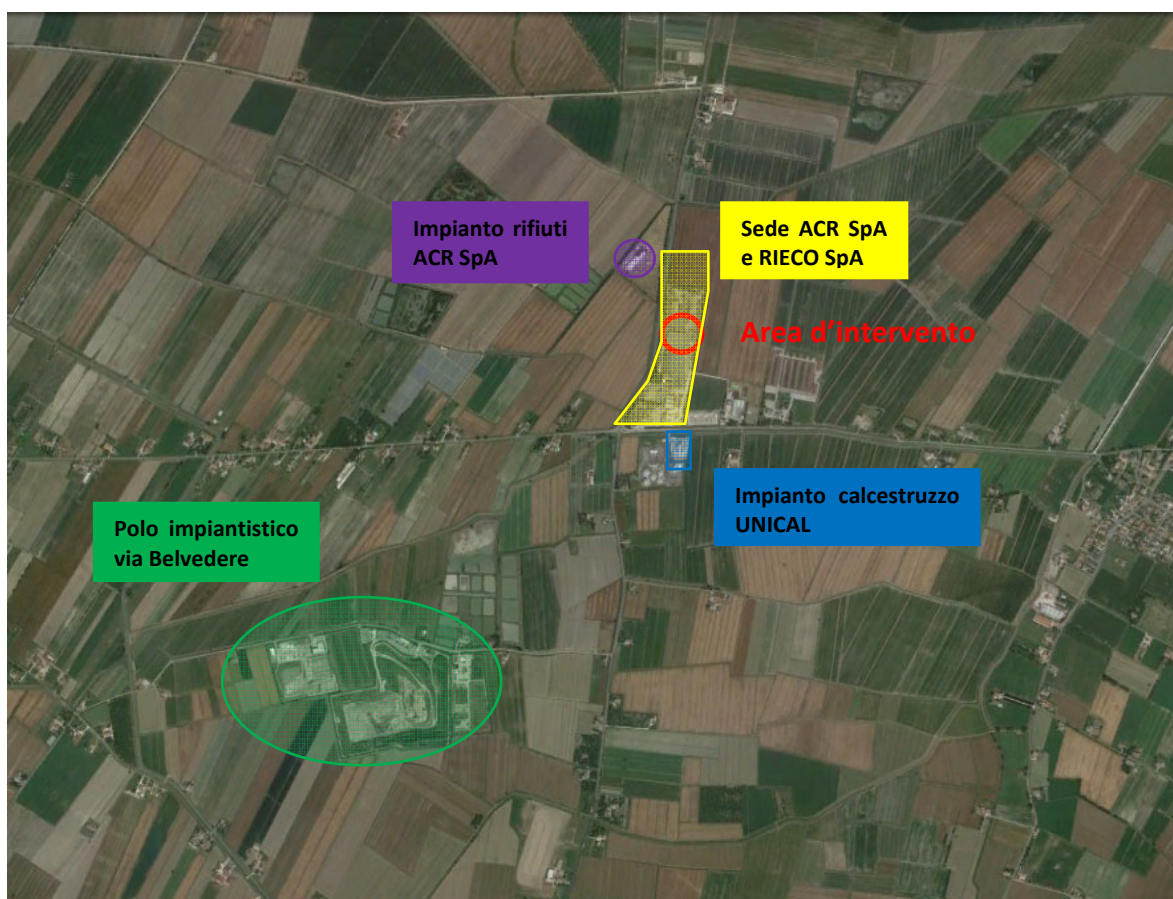 Impianto rifiuti
ACR SpA
Sede ACR SpA
e RIECO SpA
Area d'intervento
Impianto calcestruzzo
UNICAL
Polo impiantistico
via Belvedere